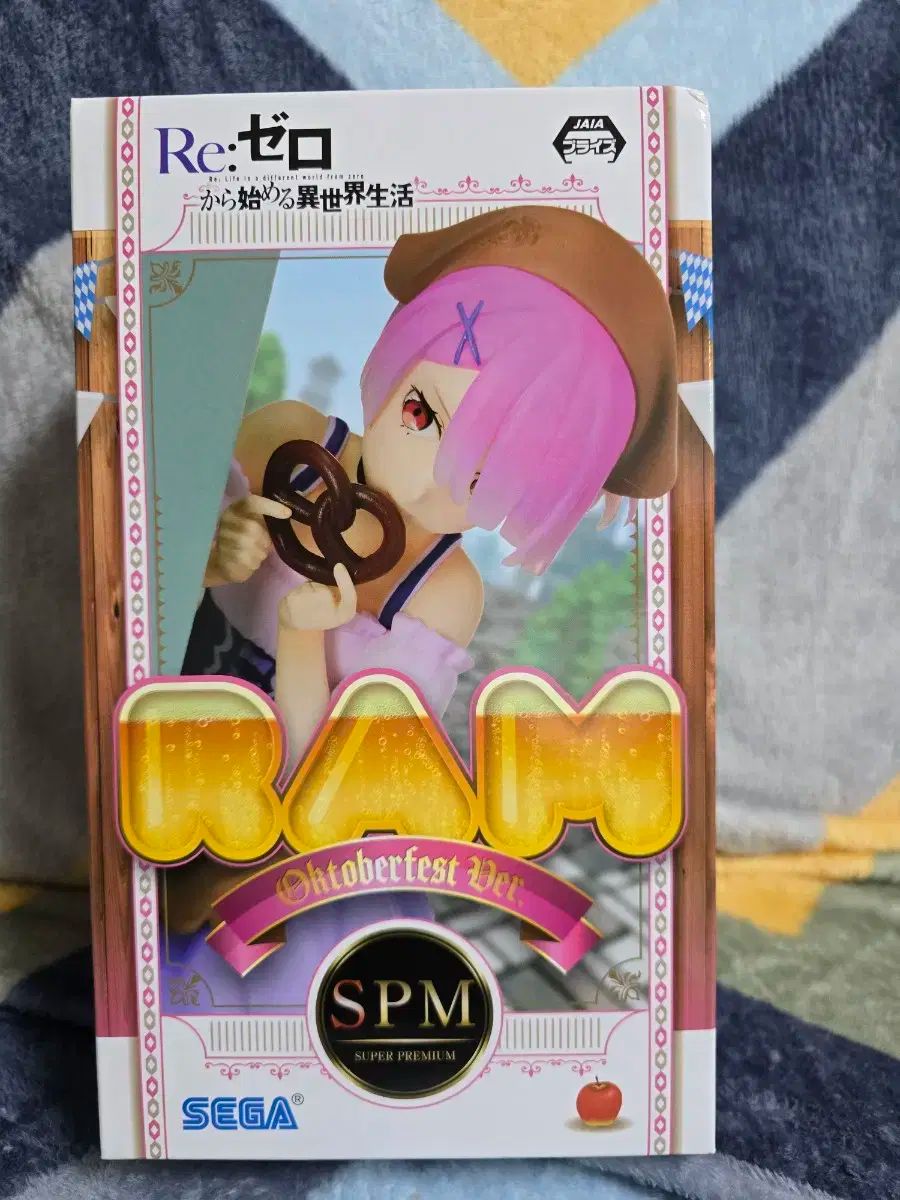 Re:ゼロ
Re: Life in a different world from zero
から始める異世界生活
JAIA
プライズ
RAM
Oktoberfest Ver.
SPM
SUPER PREMIUM
SEGA®